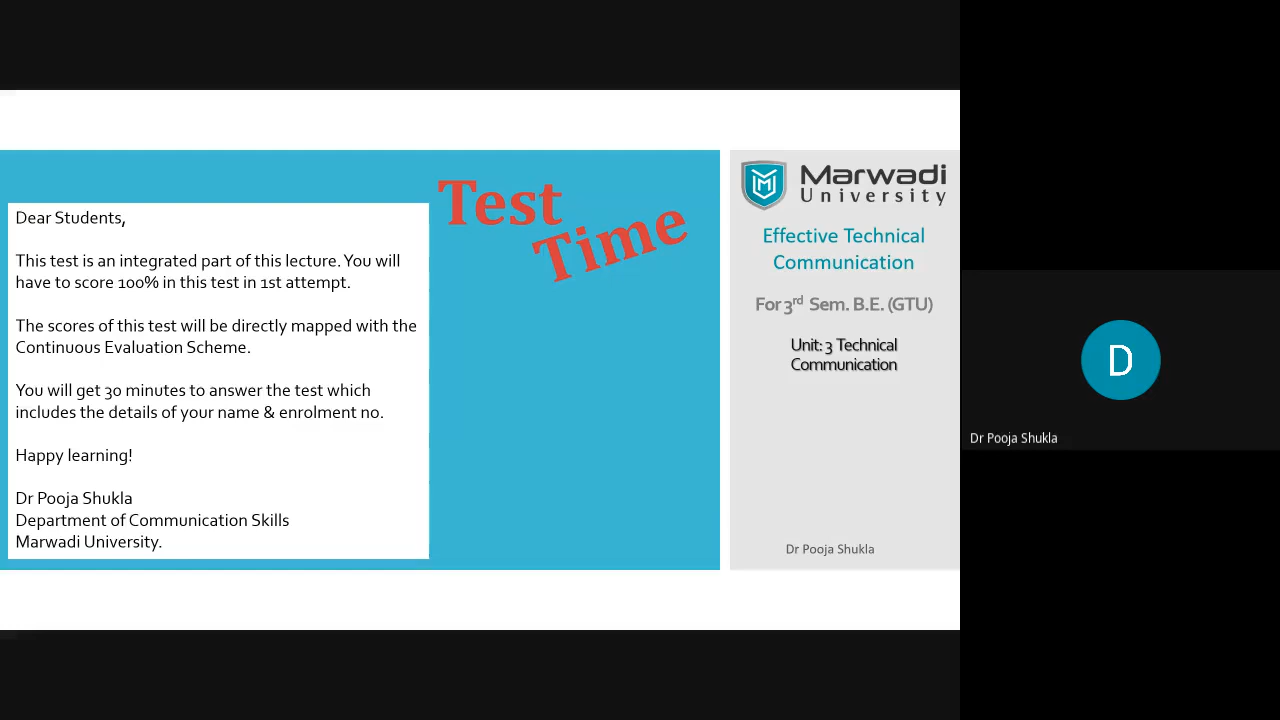 Dear Students,
This test is an integrated part of this lecture. You will
have to score 100% in this test in 1st attempt.
The scores of this test will be directly mapped with the
Continuous Evaluation Scheme.
You will get 30 minutes to answer the test which
includes the details of your name & enrolment no.
Happy learning!
Dr Pooja Shukla
Department of Communication Skills
Marwadi University.
Test
Time
Marwadi
University
Effective Technical
Communication
For 3rd Sem. B.E. (GTU)
Unit: 3 Technical
Communication
Dr Pooja Shukla
D
Dr Pooja Shukla